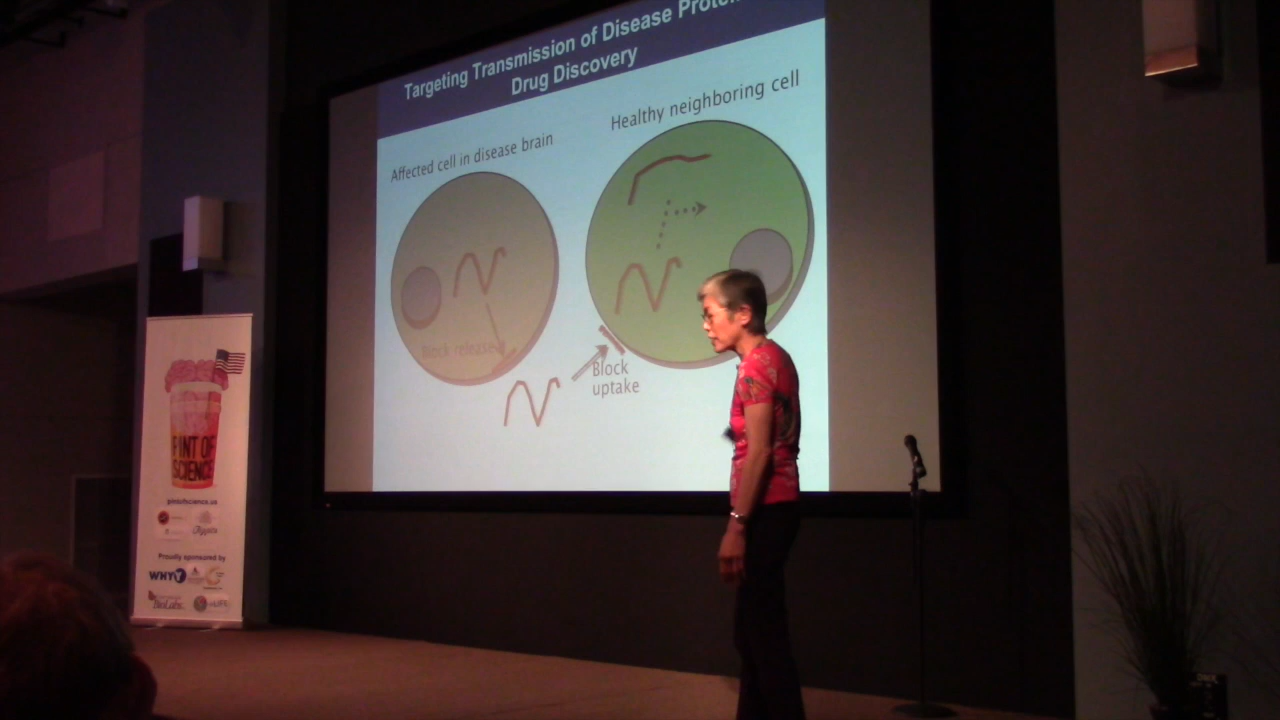 Targeting Transmission of Disease
Drug Discovery
Healthy neighboring cell
Affected cell in disease brain
Block release
Block
uptake
PINT OF
SCIENCE
pintofscience.us
Proudly sponsored by
WHYY
BioLabs